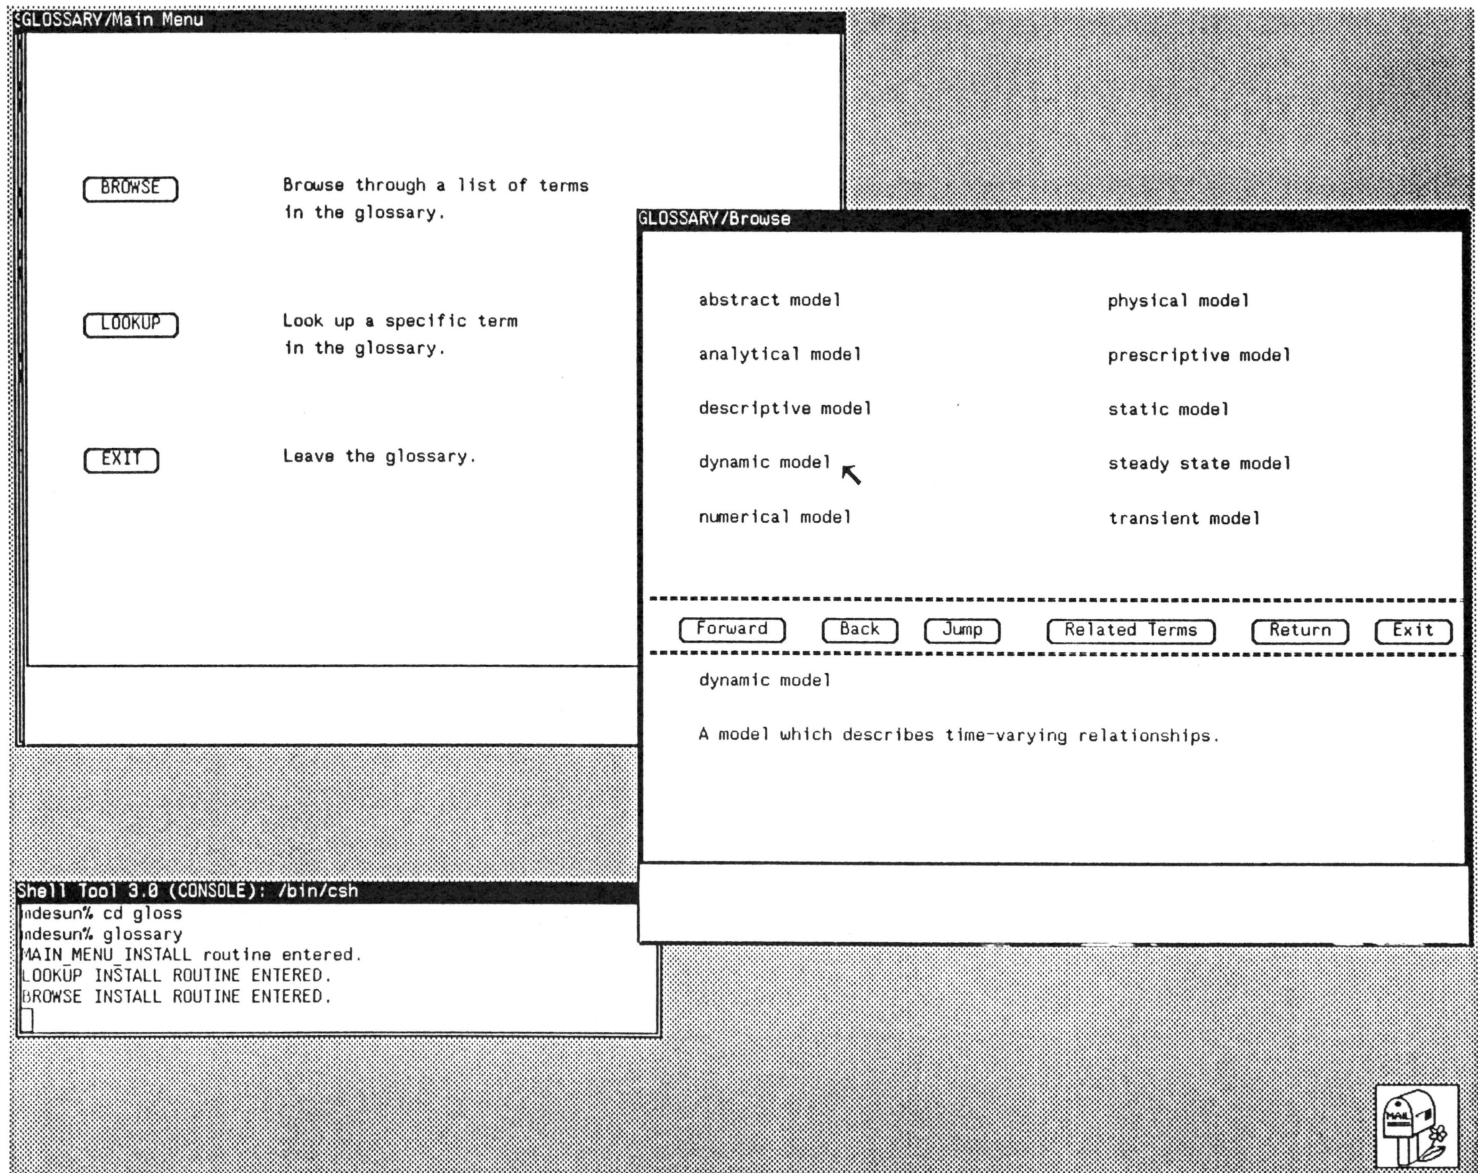 GLOSSARY/Main Menu
BROWSE
Browse through a list of terms
in the glossary.
LOOKUP
Look up a specific term
in the glossary.
EXIT
Leave the glossary.
GLOSSARY/Browse
abstract model
physical model
analytical model
prescriptive model
descriptive model
static model
dynamic model
steady state model
numerical model
transient model
Forward Back Jump Related Terms Return Exit
dynamic model
A model which describes time-varying relationships.
Shell Tool 3.0 (CONSOLE): /bin/csh
mdesun% cd gloss
mdesun% glossary
MAIN_MENU_INSTALL routine entered.
LOOKUP INSTALL ROUTINE ENTERED.
BROWSE INSTALL ROUTINE ENTERED.
MAIL